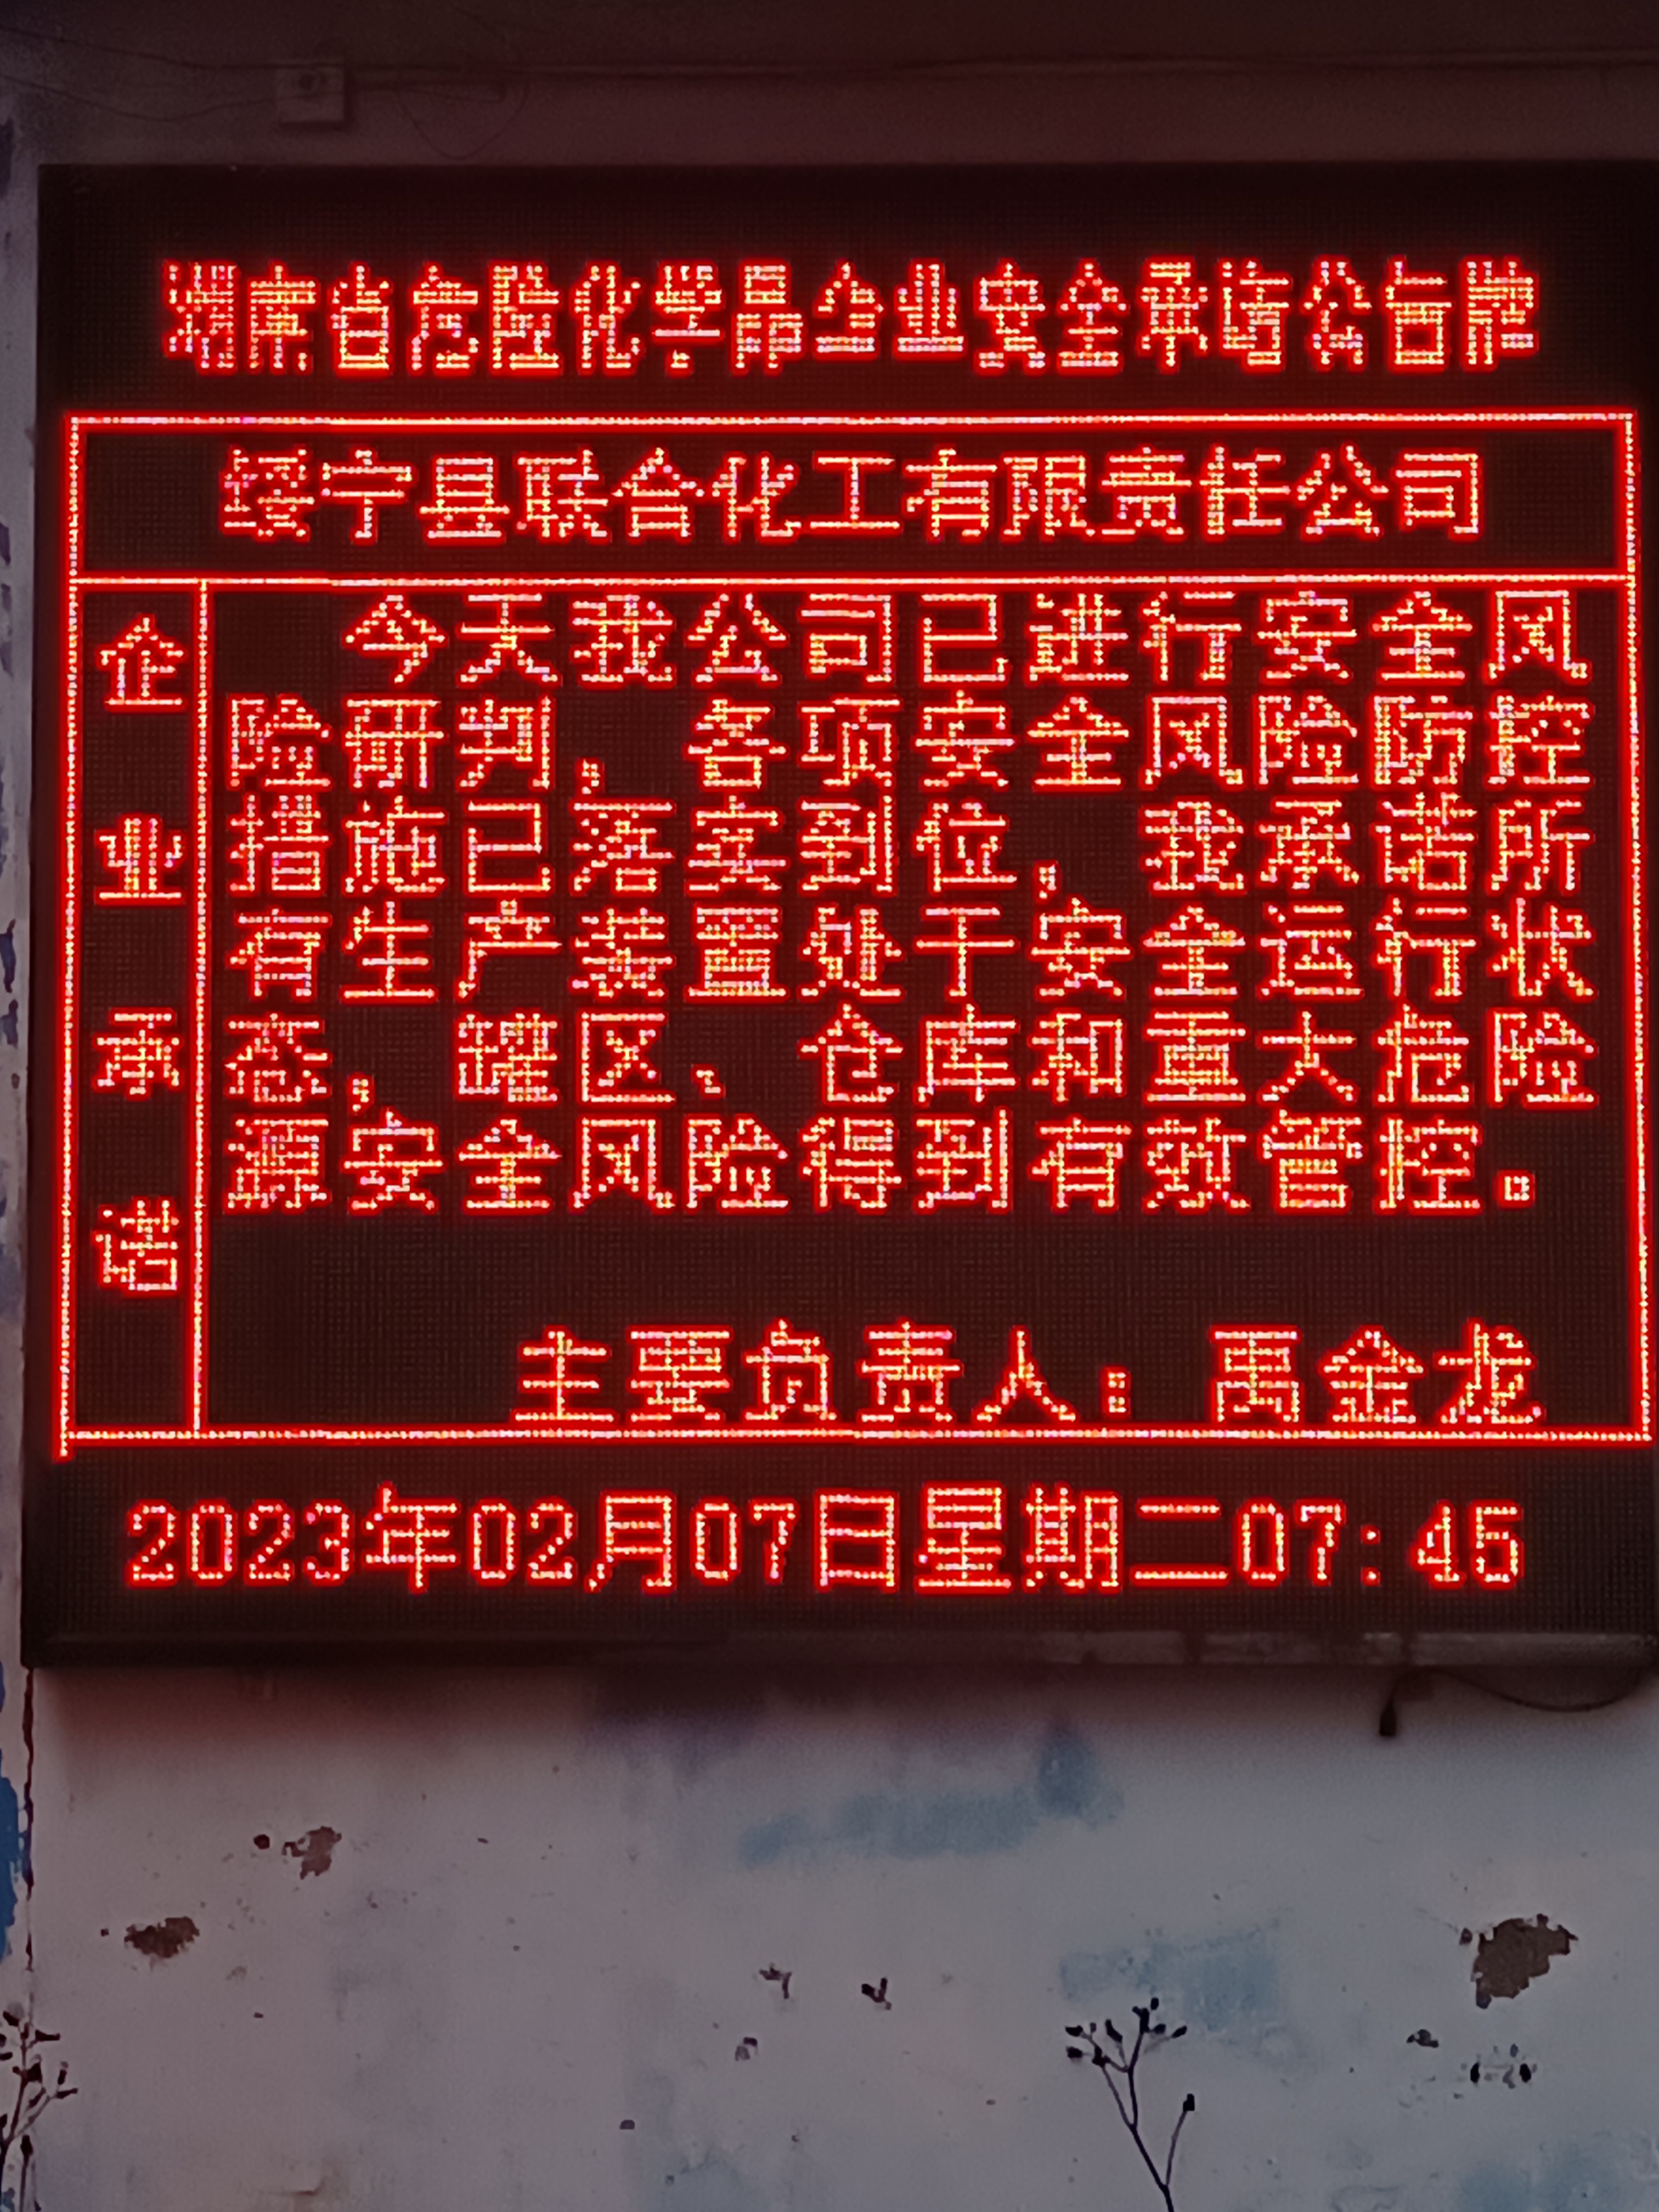 湖南省危险化学品企业安全承诺公告牌
绥宁县联合化工有限责任公司
企业承诺
今天我公司已进行安全风
险研判，各项安全风险防控
措施已落实到位，我承诺所
有生产装置处于安全运行状
态，罐区、仓库和重大危险
源安全风险得到有效管控。
主要负责人：禹金龙
2023年02月07日星期二07:45